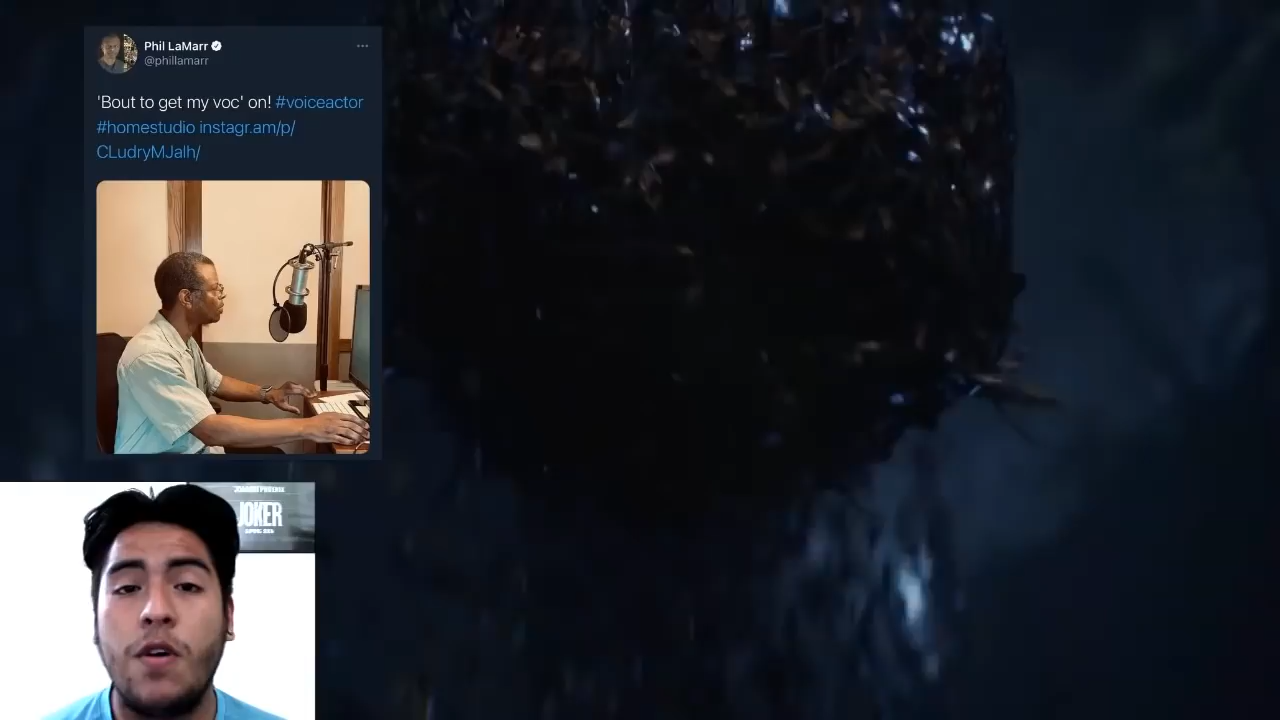 Phil LaMarr
@phillamarr
'Bout to get my voc' on! #voiceactor
#homestudio instagr.am/p/
CLudryMJalh/
JOKER